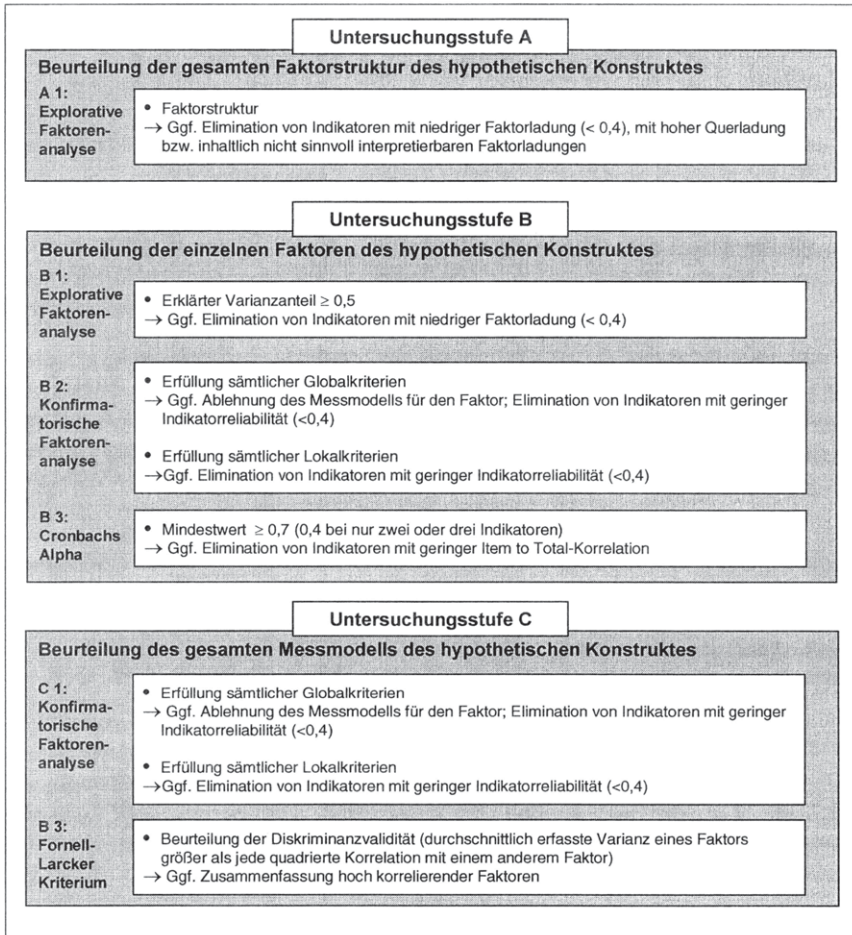 Untersuchungsstufe A
Beurteilung der gesamten Faktorstruktur des hypothetischen Konstruktes
A 1:
Explorative
Faktoren-
analyse
• Faktorstruktur
→ Ggf. Elimination von Indikatoren mit niedriger Faktorladung (< 0,4), mit hoher Querladung
bzw. inhaltlich nicht sinnvoll interpretierbaren Faktorladungen
Untersuchungsstufe B
Beurteilung der einzelnen Faktoren des hypothetischen Konstruktes
B 1:
Explorative
Faktoren-
analyse
• Erklärter Varianzanteil ≥ 0,5
→ Ggf. Elimination von Indikatoren mit niedriger Faktorladung (< 0,4)
B 2:
Konfirma-
torische
Faktoren-
analyse
• Erfüllung sämtlicher Globalkriterien
→ Ggf. Ablehnung des Messmodells für den Faktor; Elimination von Indikatoren mit geringer
Indikatorreliabilität (<0,4)
• Erfüllung sämtlicher Lokalkriterien
→Ggf. Elimination von Indikatoren mit geringer Indikatorreliabilität (<0,4)
B 3:
Cronbachs
Alpha
• Mindestwert ≥ 0,7 (0,4 bei nur zwei oder drei Indikatoren)
→ Ggf. Elimination von Indikatoren mit geringer Item to Total-Korrelation
Untersuchungsstufe C
Beurteilung des gesamten Messmodells des hypothetischen Konstruktes
C 1:
Konfirma-
torische
Faktoren-
analyse
• Erfüllung sämtlicher Globalkriterien
→ Ggf. Ablehnung des Messmodells für den Faktor; Elimination von Indikatoren mit geringer
Indikatorreliabilität (<0,4)
• Erfüllung sämtlicher Lokalkriterien
→Ggf. Elimination von Indikatoren mit geringer Indikatorreliabilität (<0,4)
B 3:
Fornell-
Larcker
Kriterium
• Beurteilung der Diskriminanzvalidität (durchschnittlich erfasste Varianz eines Faktors
größer als jede quadrierte Korrelation mit einem anderem Faktor)
→ Ggf. Zusammenfassung hoch korrelierender Faktoren